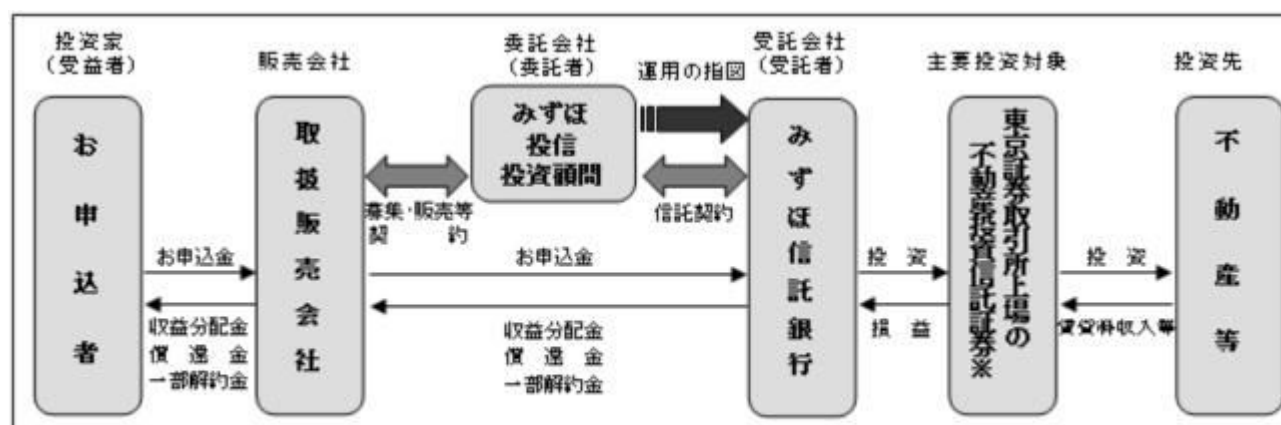 投資家
（受益者）
販売会社
委託会社
（委託者）
受託会社
（受託者）
主要投資対象
投資先
運用の指図
お申込者
取扱販売会社
みずほ
投信
投資顧問
みずほ信託銀行
東京証券取引所上場の
不動産投資信託証券※
不動産等
募集・販売等
契約
信託契約
お申込金
収益分配金
償還金
一部解約金
お申込金
収益分配金
償還金
一部解約金
投資
損益
投資
賃貸料収入等